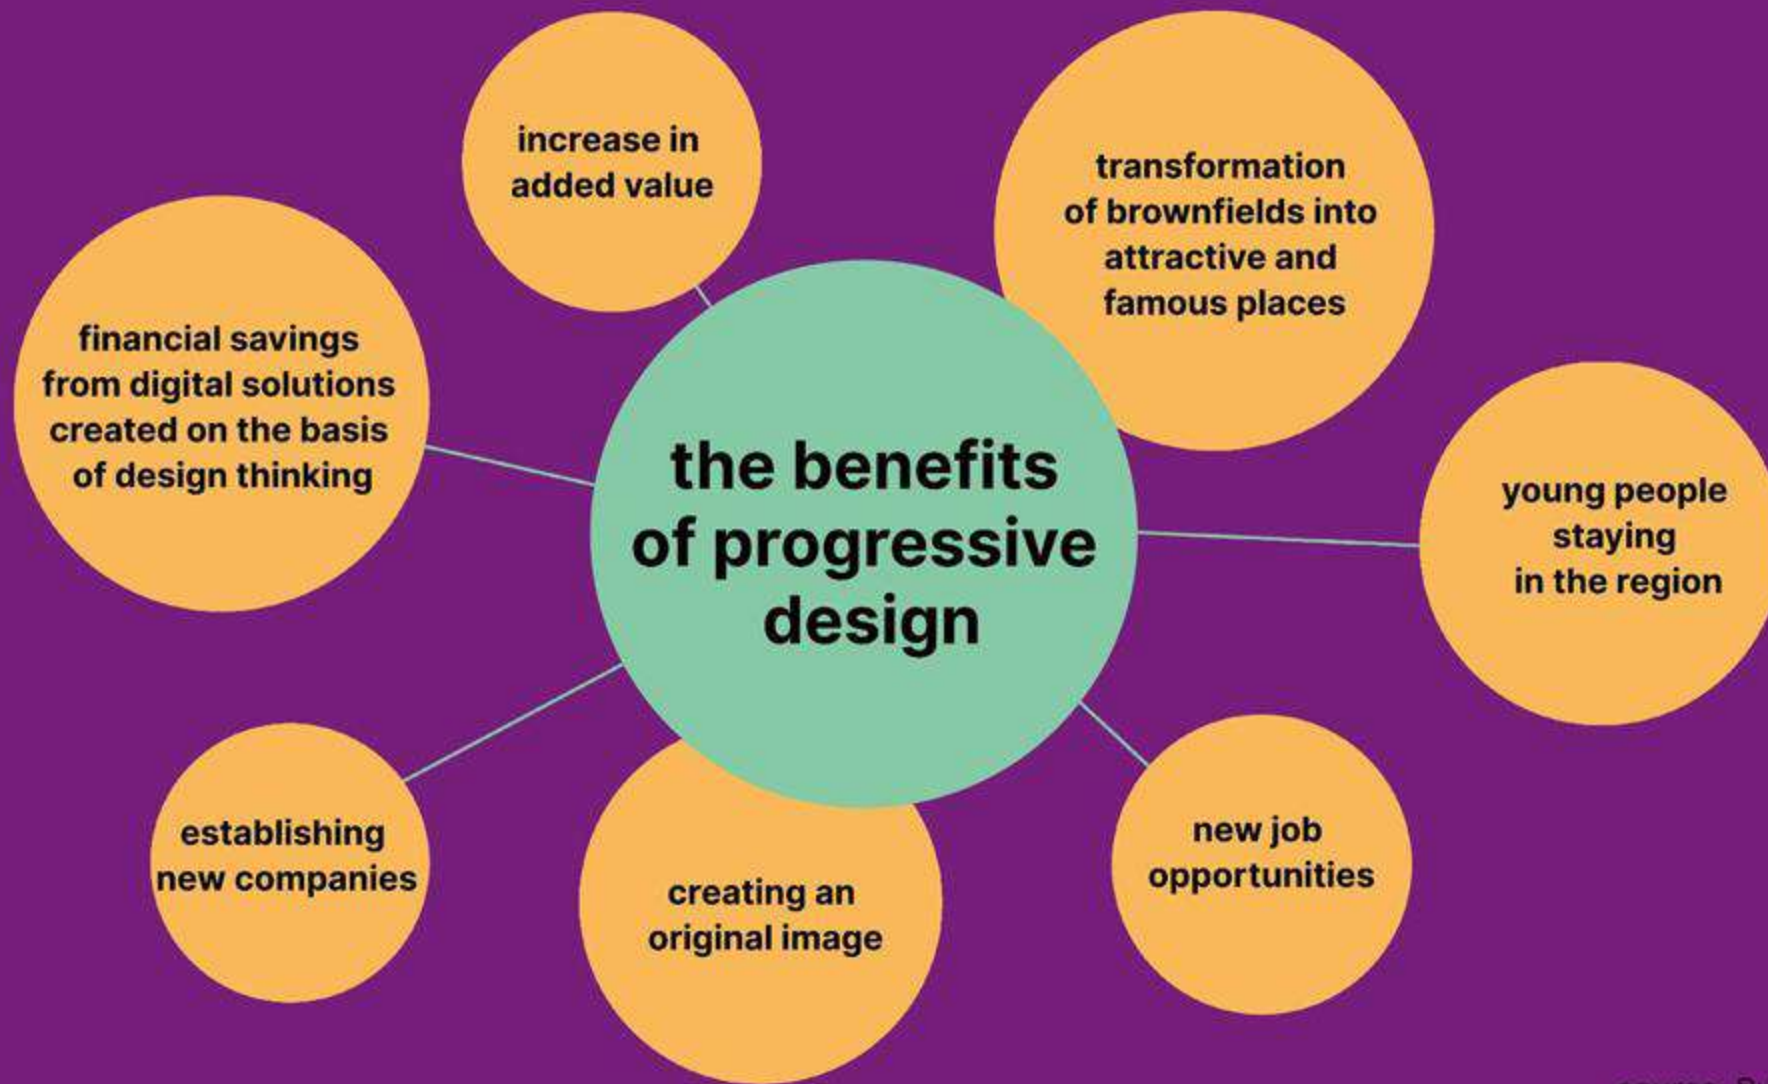 increase in
added value
transformation
of brownfields into
attractive and
famous places
financial savings
from digital solutions
created on the basis
of design thinking
the benefits
of progressive
design
young people
staying
in the region
establishing
new companies
creating an
original image
new job
opportunities